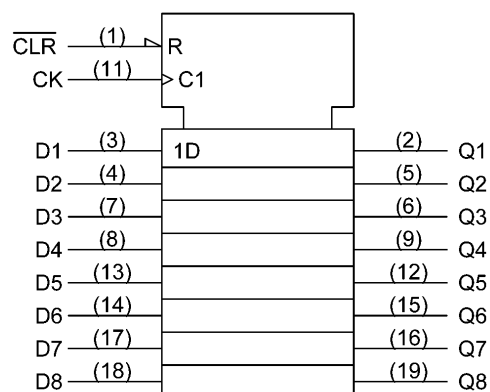 CLR (1) R
CK (11) C1
D1 (3) 1D (2) Q1
D2 (4) (5) Q2
D3 (7) (6) Q3
D4 (8) (9) Q4
D5 (13) (12) Q5
D6 (14) (15) Q6
D7 (17) (16) Q7
D8 (18) (19) Q8